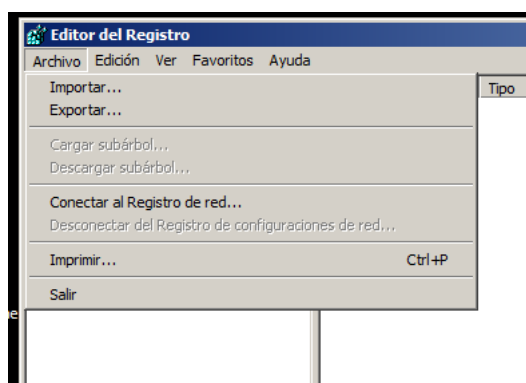 Editor del Registro
Archivo Edición Ver Favoritos Ayuda
Importar...
Tipo
Exportar...
Cargar subárbol...
Descargar subárbol...
Conectar al Registro de red...
Desconectar del Registro de configuraciones de red...
Imprimir... Ctrl+P
Salir